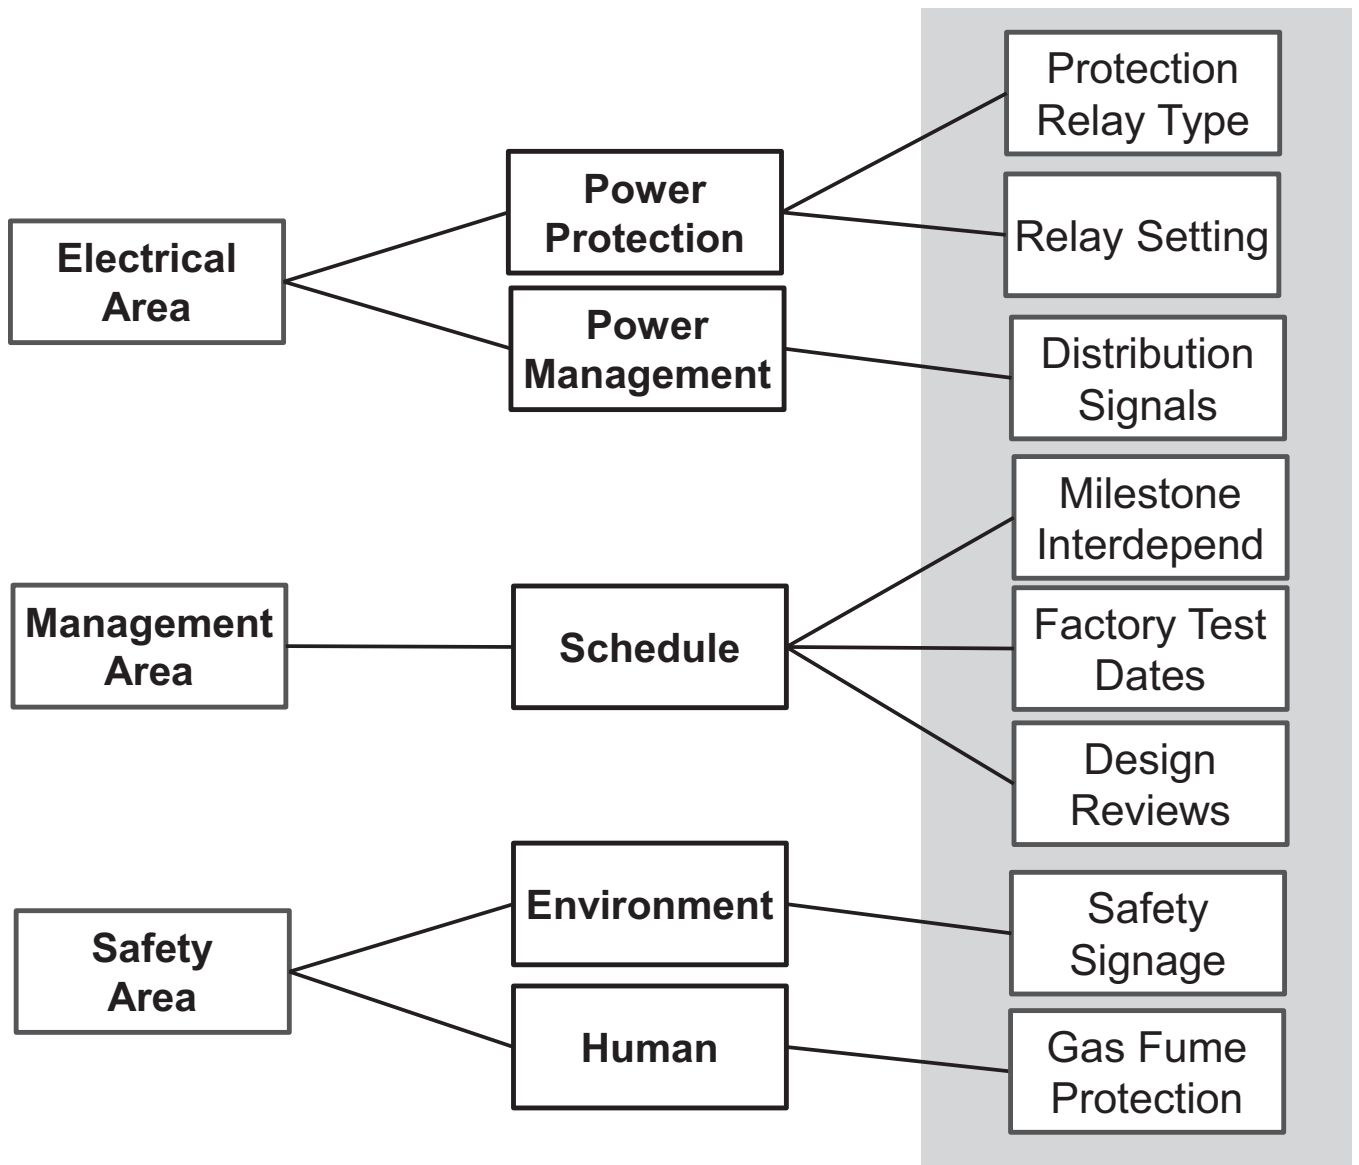 Electrical
Area
Power
Protection
Protection
Relay Type
Relay Setting
Power
Management
Distribution
Signals
Management
Area
Schedule
Milestone
Interdepend
Factory Test
Dates
Design
Reviews
Safety
Area
Environment
Safety
Signage
Human
Gas Fume
Protection